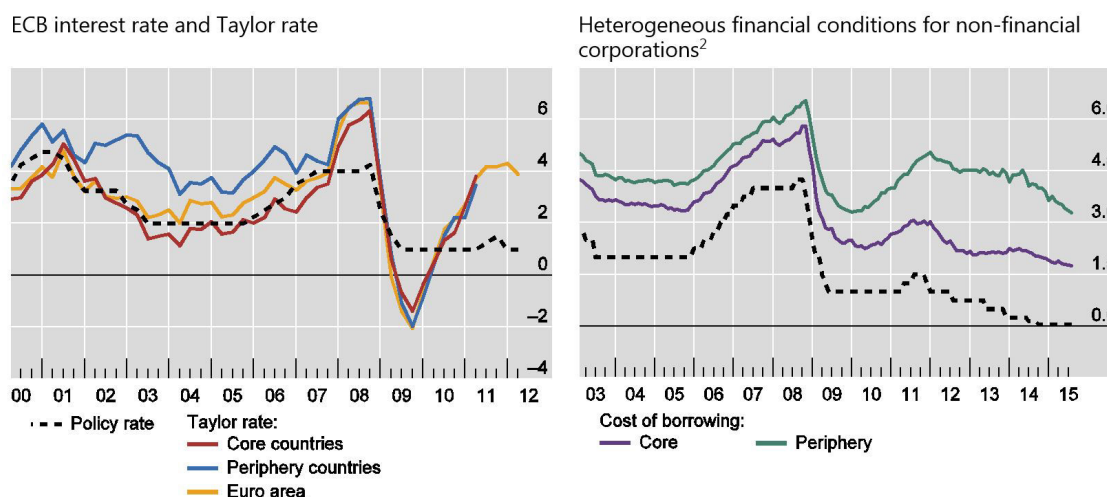 ECB interest rate and Taylor rate
6
4
2
0
–2
–4
00 01 02 03 04 05 06 07 08 09 10 11 12
Policy rate
Taylor rate:
Core countries
Periphery countries
Euro area
Heterogeneous financial conditions for non-financial
corporations²
6.
4.
3.
1.
0.
03 04 05 06 07 08 09 10 11 12 13 14 15
Cost of borrowing:
Core Periphery